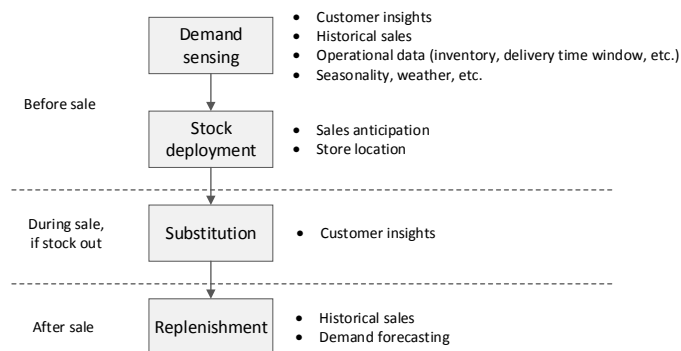 Demand
sensing
• Customer insights
• Historical sales
• Operational data (inventory, delivery time window, etc.)
• Seasonality, weather, etc.
Before sale
Stock
deployment
• Sales anticipation
• Store location
During sale,
if stock out
Substitution
• Customer insights
After sale
Replenishment
• Historical sales
• Demand forecasting